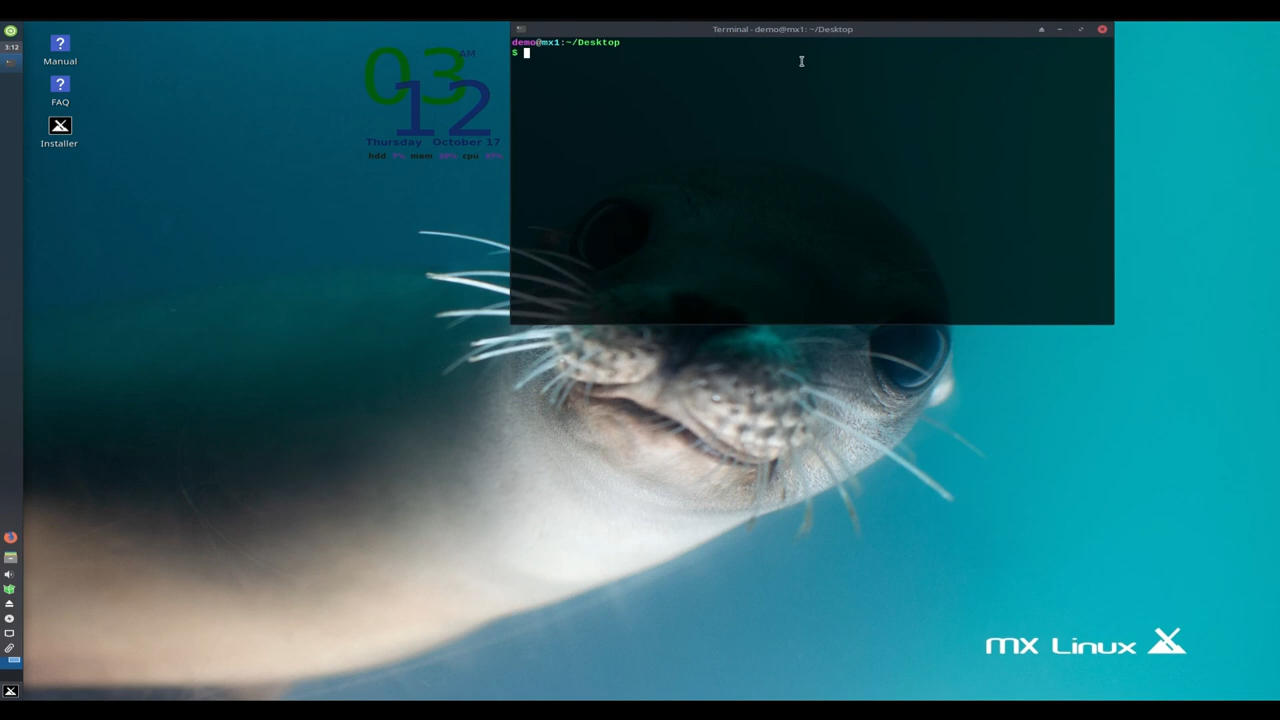 Terminal - demo@mx1: ~/Desktop
demo@mx1:~/Desktop
$
3:12
Manual
FAQ
Installer
03 AM
12
Thursday October 17
hdd mem cpu
MX Linux